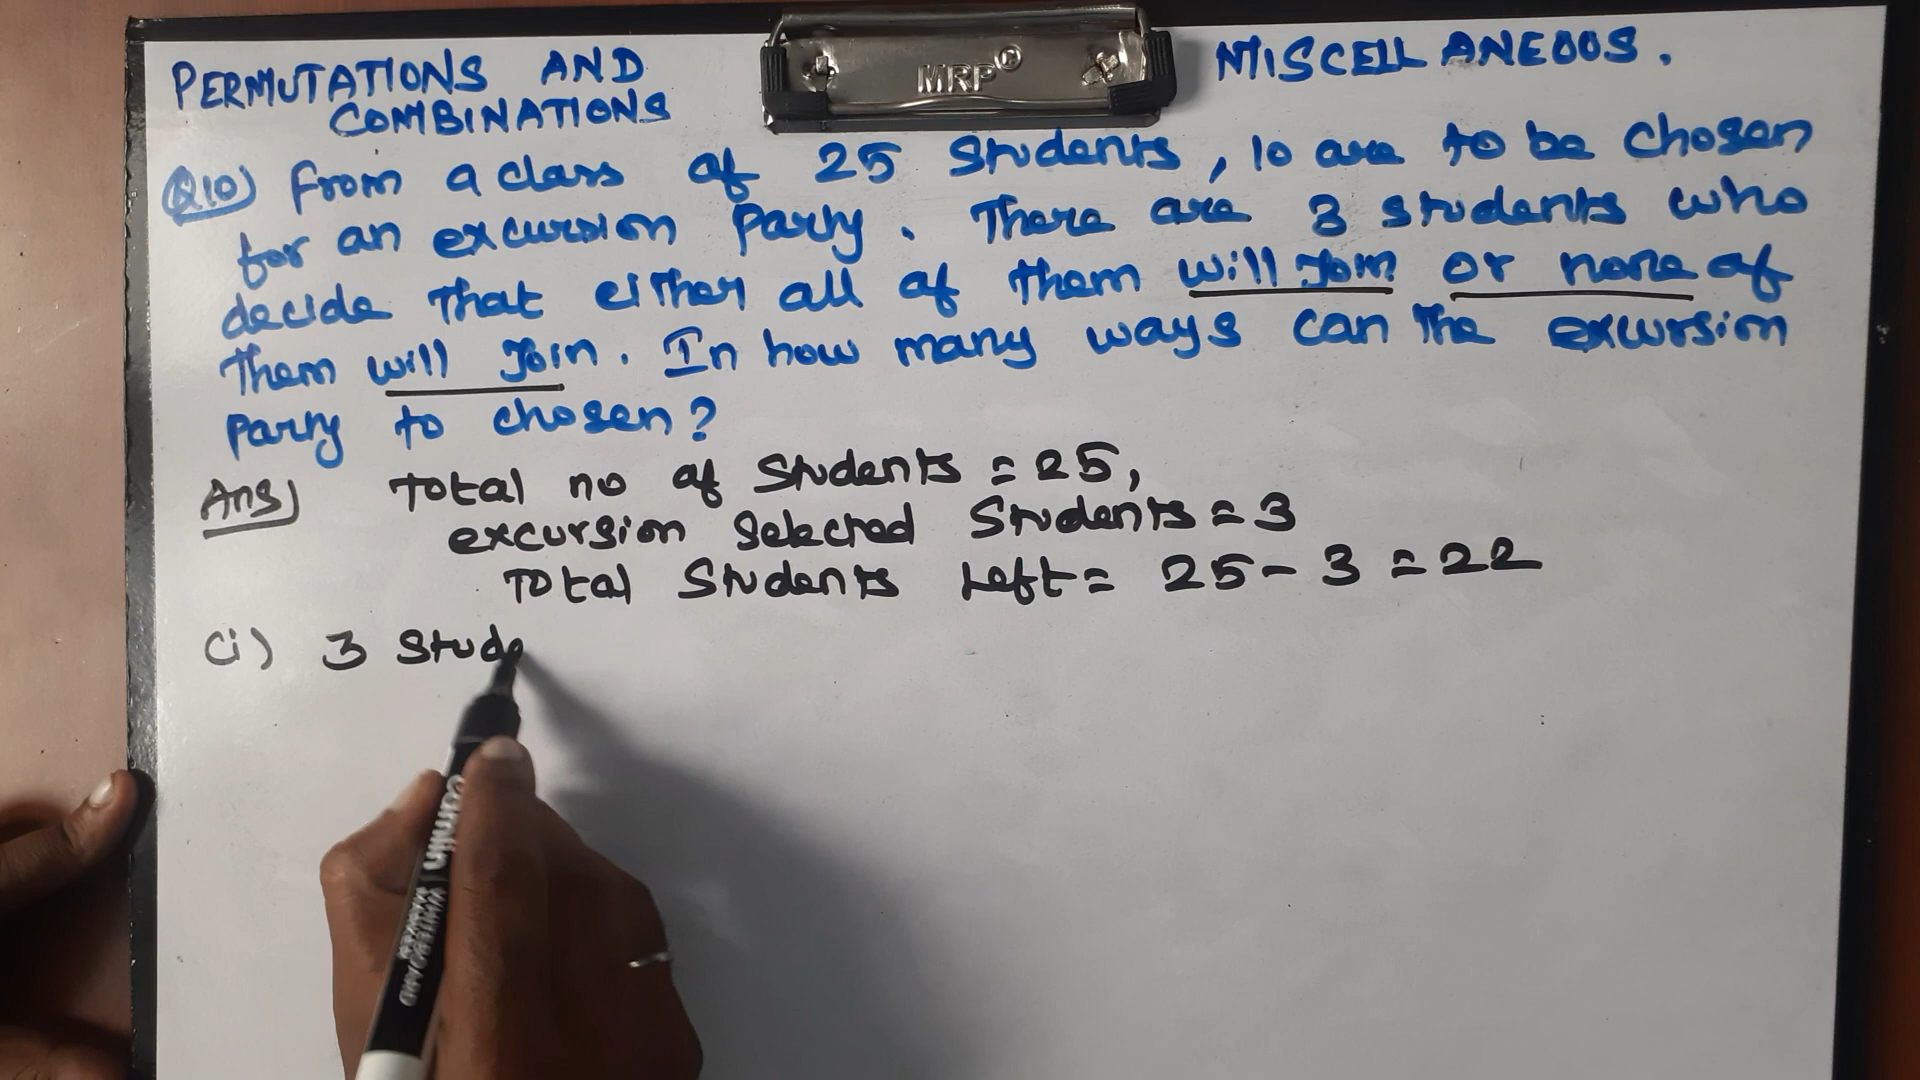 PERMUTATIONS AND
COMBINATIONS
MRP®
MISCELLANEOUS.
Q10) From a class of 25 students, 10 are to be chosen
for an excursion party. There are 3 students who
decide that either all of them will join or none of
them will join. In how many ways can the excursion
party to chosen?
Ans) Total no of students = 25,
excursion selected students = 3
Total students left = 25 - 3 = 22
(i) 3 stude
camlin